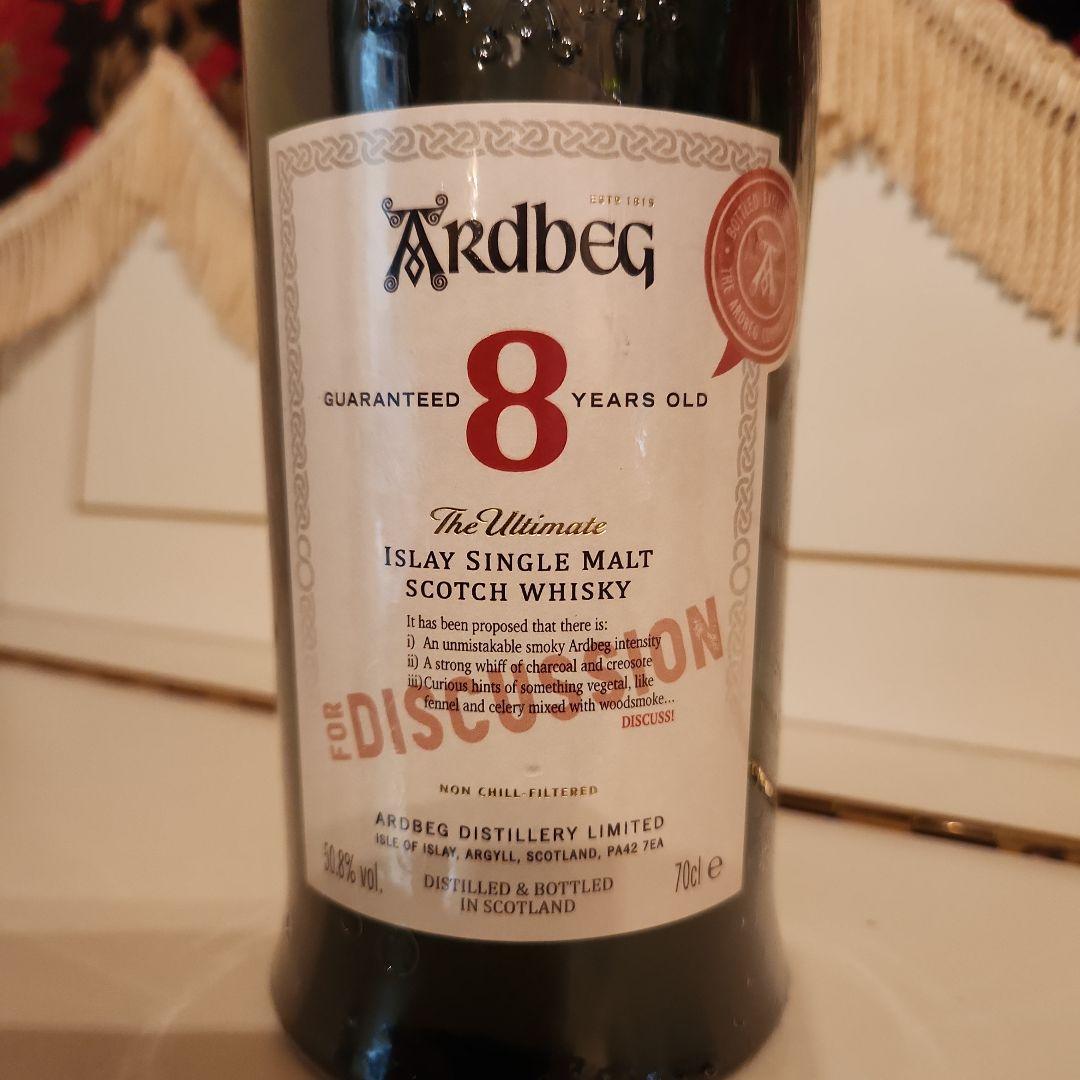 ESTD 1815
ARdbEG
GUARANTEED 8 YEARS OLD
The Ultimate
ISLAY SINGLE MALT
SCOTCH WHISKY
It has been proposed that there is:
i) An unmistakable smoky Ardbeg intensity
ii) A strong whiff of charcoal and creosote
iii) Curious hints of something vegetal, like
fennel and celery mixed with woodsmoke...
DISCUSS!
FOR DISCUSSION
NON CHILL-FILTERED
ARDBEG DISTILLERY LIMITED
ISLE OF ISLAY, ARGYLL, SCOTLAND, PA42 7EA
50.8% vol.
DISTILLED & BOTTLED
IN SCOTLAND
70cl e
BOTTLED
THE ARDBEG
A